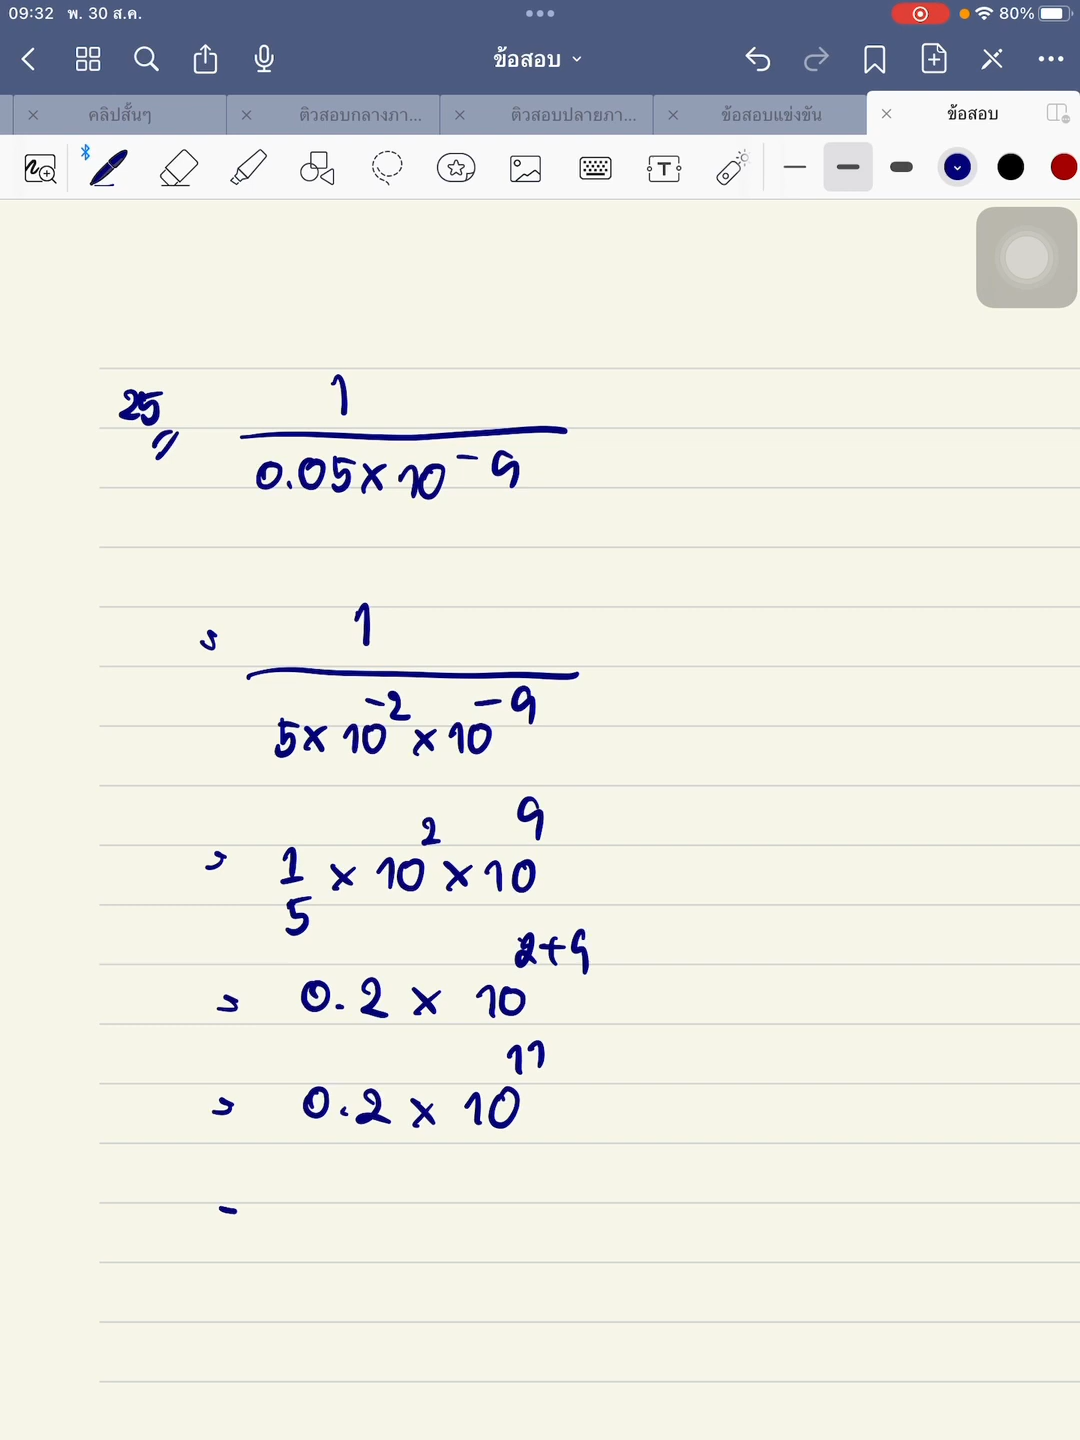 09:32 พ. 30 ส.ค. 80%
ข้อสอบ
คลิปสั้นๆ ติวสอบกลางภา... ติวสอบปลายภา... ข้อสอบแข่งขัน ข้อสอบ
25 1
0.05 × 10⁻⁹
= 1
5 × 10⁻² × 10⁻⁹
= 1/5 × 10² × 10⁹
= 0.2 × 10²⁺⁹
= 0.2 × 10¹¹
-